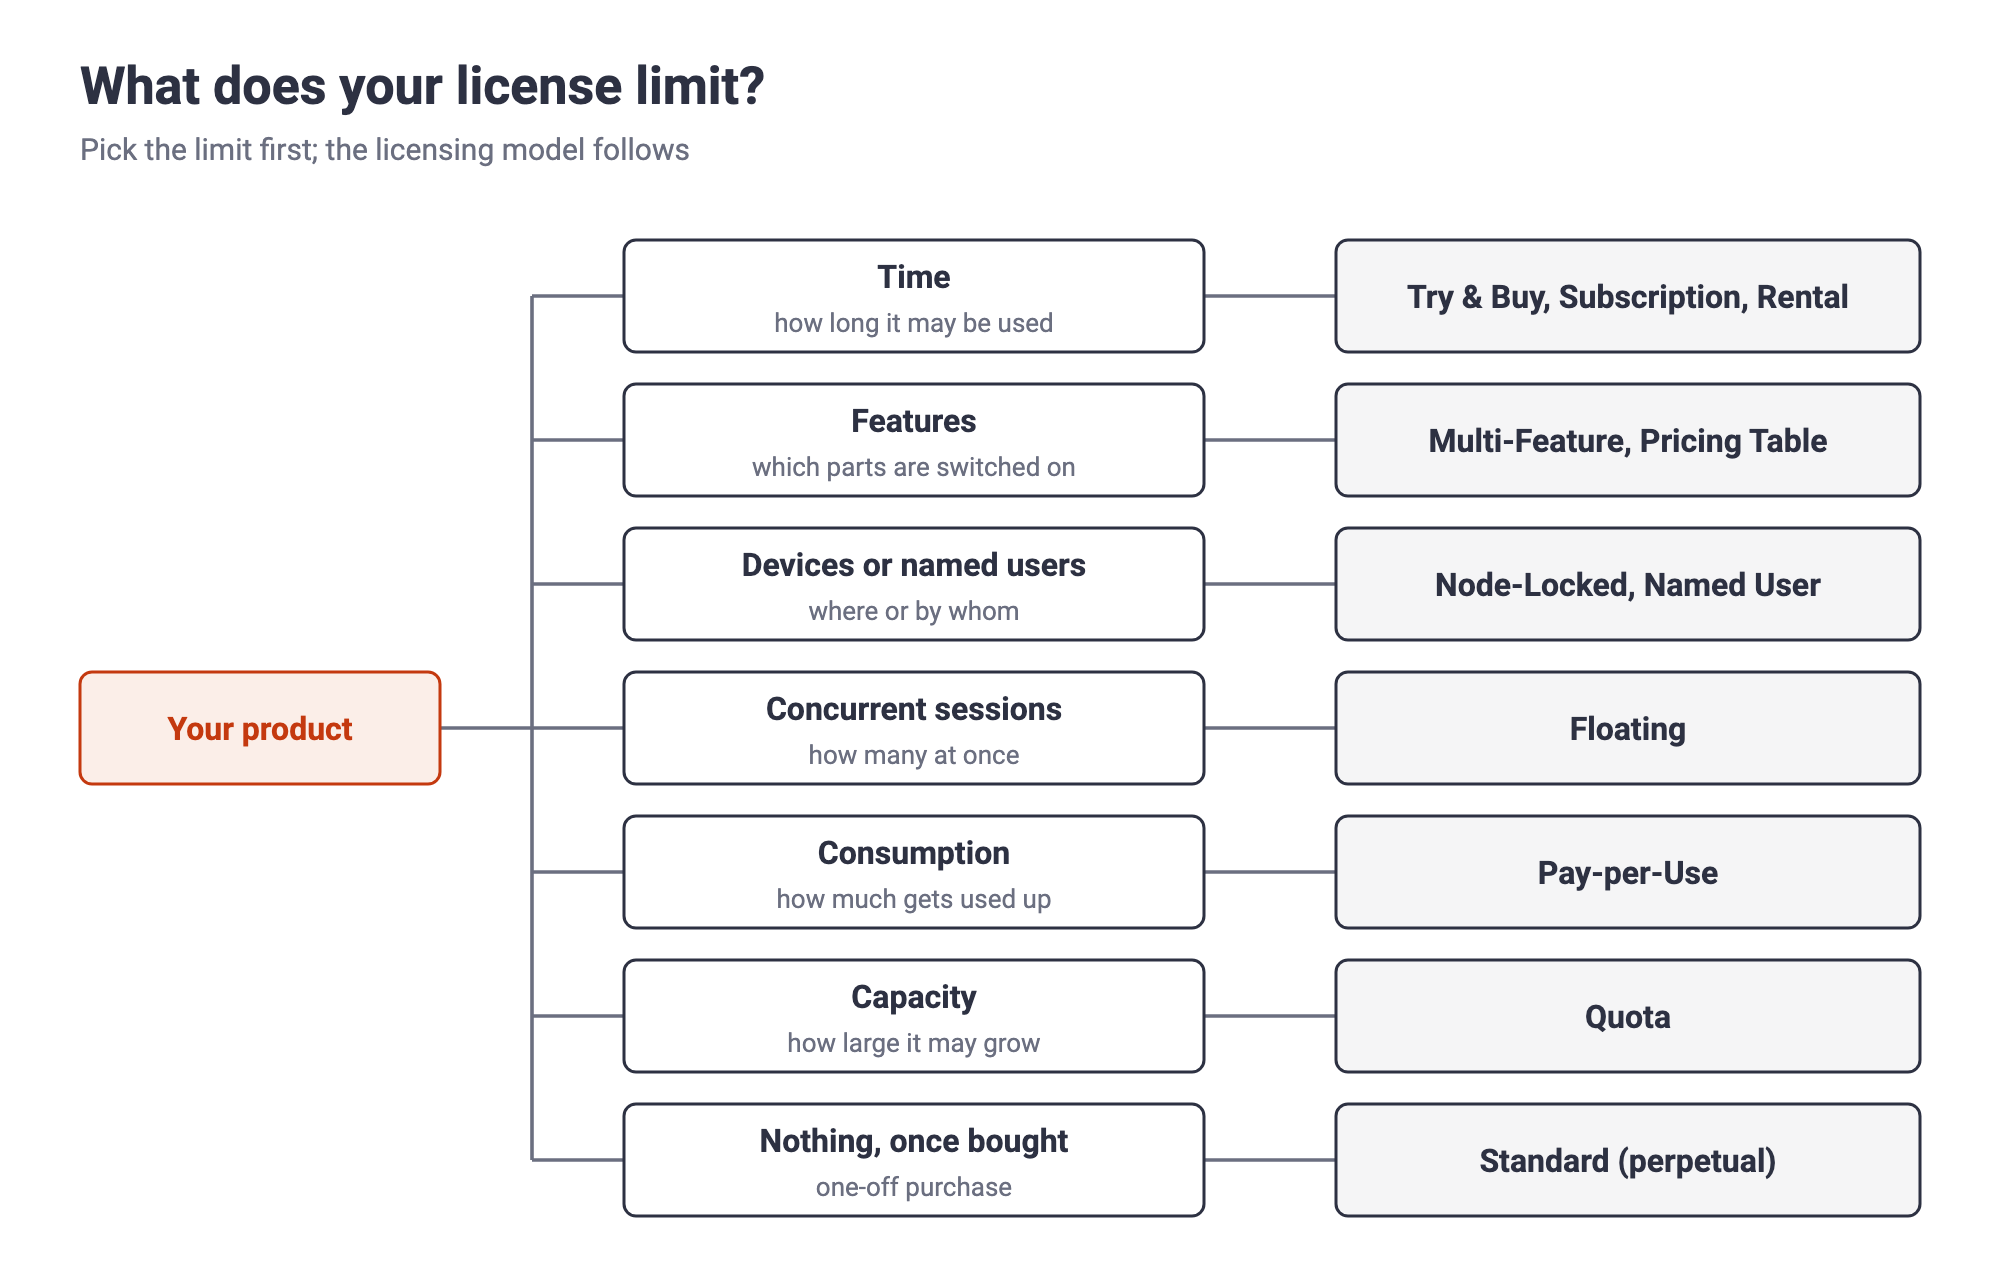 What does your license limit?
Pick the limit first; the licensing model follows
Your product
Time
how long it may be used
Try & Buy, Subscription, Rental
Features
which parts are switched on
Multi-Feature, Pricing Table
Devices or named users
where or by whom
Node-Locked, Named User
Concurrent sessions
how many at once
Floating
Consumption
how much gets used up
Pay-per-Use
Capacity
how large it may grow
Quota
Nothing, once bought
one-off purchase
Standard (perpetual)